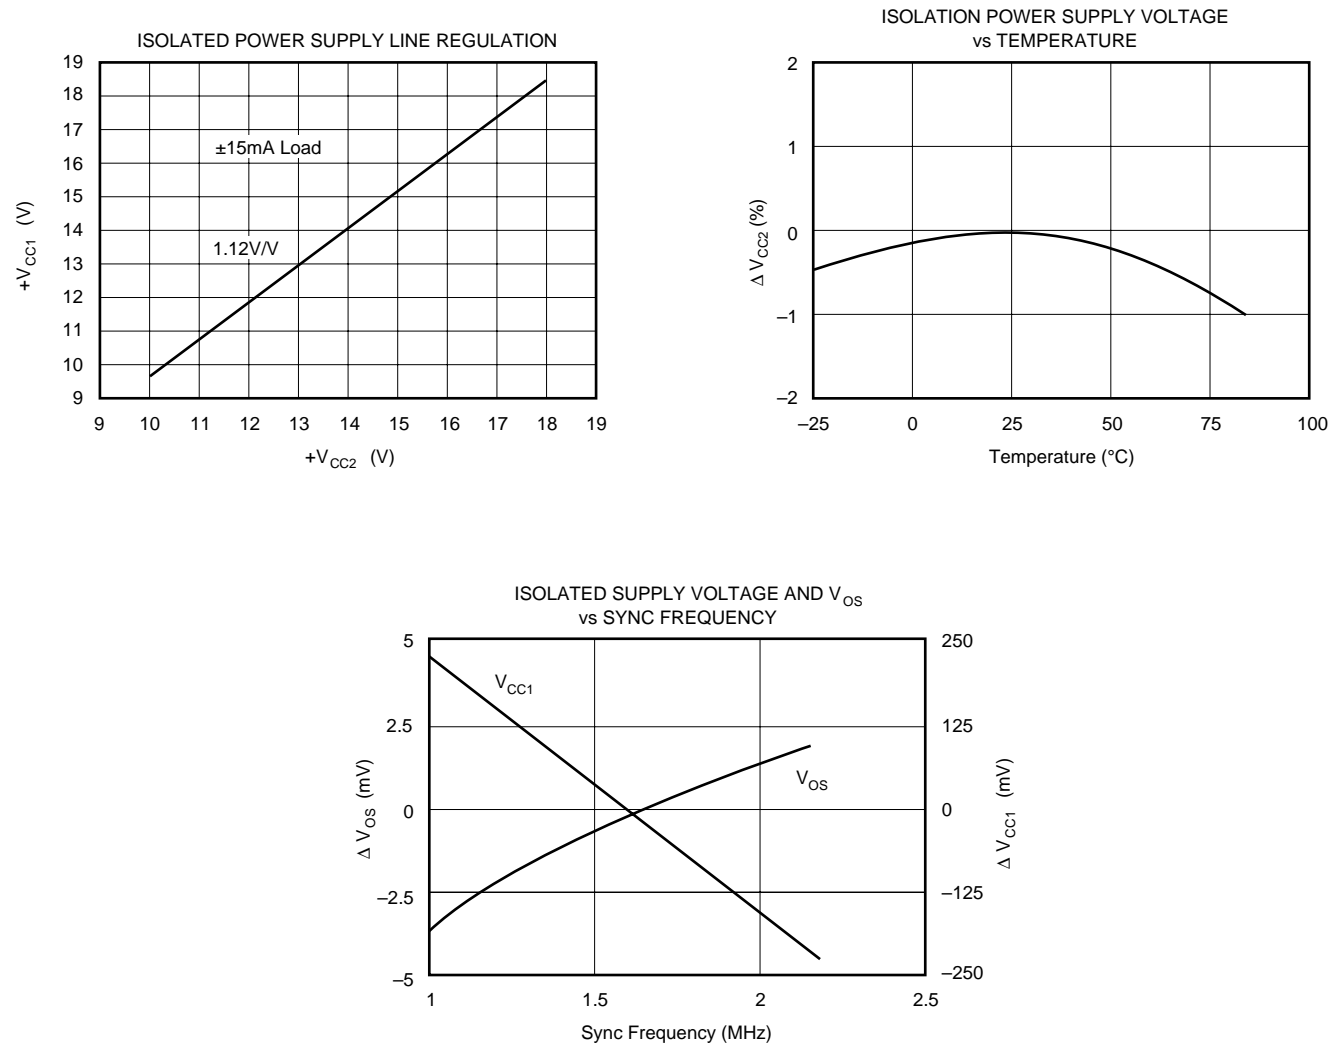 ISOLATED POWER SUPPLY LINE REGULATION
19
18
17
16
15
14
13
12
11
10
9
+VCC1 (V)
±15mA Load
1.12V/V
9 10 11 12 13 14 15 16 17 18 19
+VCC2 (V)
ISOLATION POWER SUPPLY VOLTAGE
vs TEMPERATURE
2
1
0
–1
–2
Δ VCC2 (%)
–25 0 25 50 75 100
Temperature (°C)
ISOLATED SUPPLY VOLTAGE AND VOS
vs SYNC FREQUENCY
5
2.5
0
–2.5
–5
Δ VOS (mV)
VCC1
VOS
250
125
0
–125
–250
Δ VCC1 (mV)
1 1.5 2 2.5
Sync Frequency (MHz)